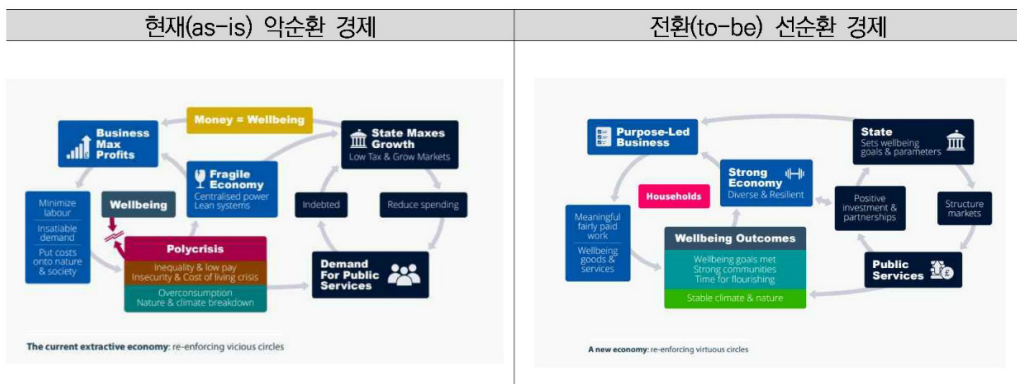 현재(as-is) 악순환 경제
Money = Wellbeing
Business
Max
Profits
State Maxes
Growth
Low Tax & Grow Markets
Fragile
Economy
Centralised power
Lean systems
Minimize
labour
Insatiable
demand
Put costs
onto nature
& society
Wellbeing
Indebted
Reduce spending
Polycrisis
Inequality & low pay
Insecurity & Cost of living crisis
Overconsumption
Nature & climate breakdown
Demand
For Public
Services
The current extractive economy: re-enforcing vicious circles
전환(to-be) 선순환 경제
Purpose-Led
Business
State
Sets wellbeing
goals & parameters
Strong
Economy
Diverse & Resilient
Households
Meaningful
fairly paid
work
Wellbeing
goods &
services
Positive
investment &
partnerships
Structure
markets
Wellbeing Outcomes
Wellbeing goals met
Strong communities
Time for flourishing
Stable climate & nature
Public
Services
£
A new economy: re-enforcing virtuous circles